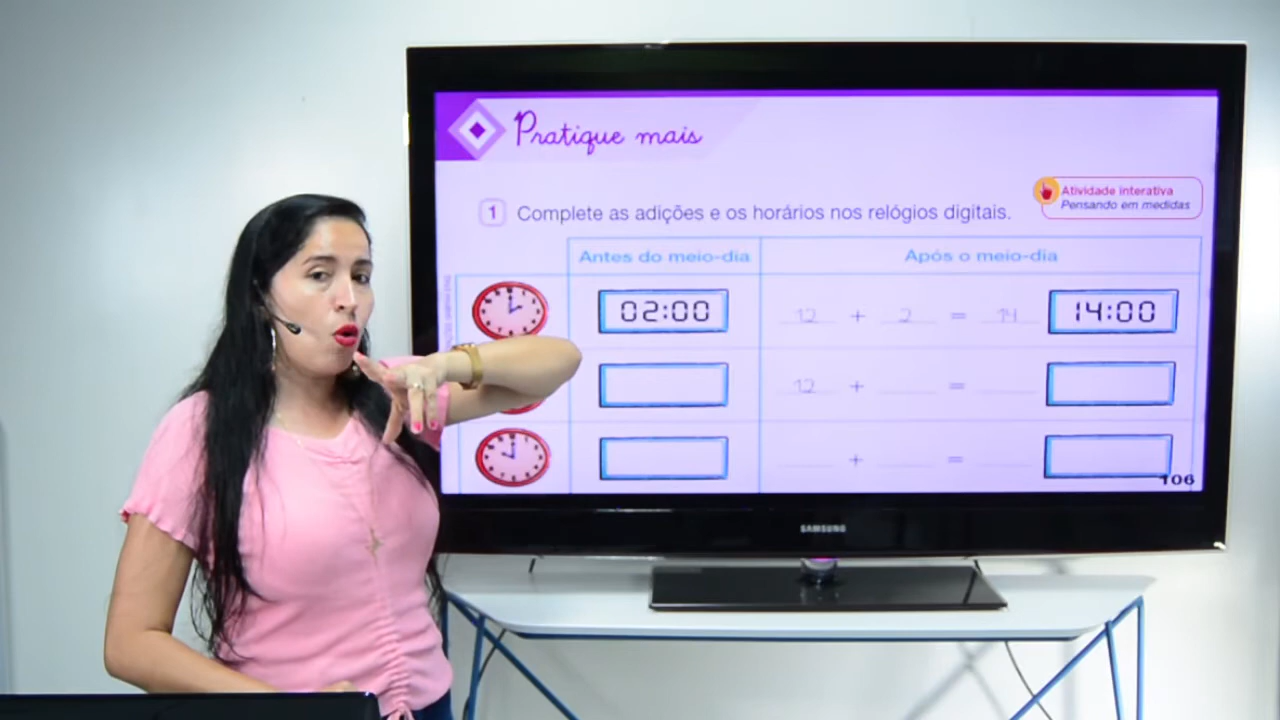 Pratique mais
1 Complete as adições e os horários nos relógios digitais.
Atividade interativa
Pensando em medidas
Antes do meio-dia Após o meio-dia
02:00 12 + 2 = 14 14:00
12 + =
+ =
106
SAMSUNG